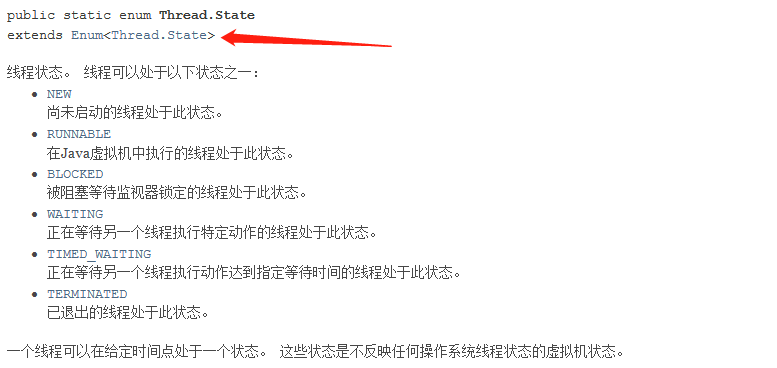 public static enum Thread.State
extends Enum<Thread.State>
线程状态。 线程可以处于以下状态之一：
• NEW
尚未启动的线程处于此状态。
• RUNNABLE
在Java虚拟机中执行的线程处于此状态。
• BLOCKED
被阻塞等待监视器锁定的线程处于此状态。
• WAITING
正在等待另一个线程执行特定动作的线程处于此状态。
• TIMED_WAITING
正在等待另一个线程执行动作达到指定等待时间的线程处于此状态。
• TERMINATED
已退出的线程处于此状态。
一个线程可以在给定时间点处于一个状态。 这些状态是不反映任何操作系统线程状态的虚拟机状态。